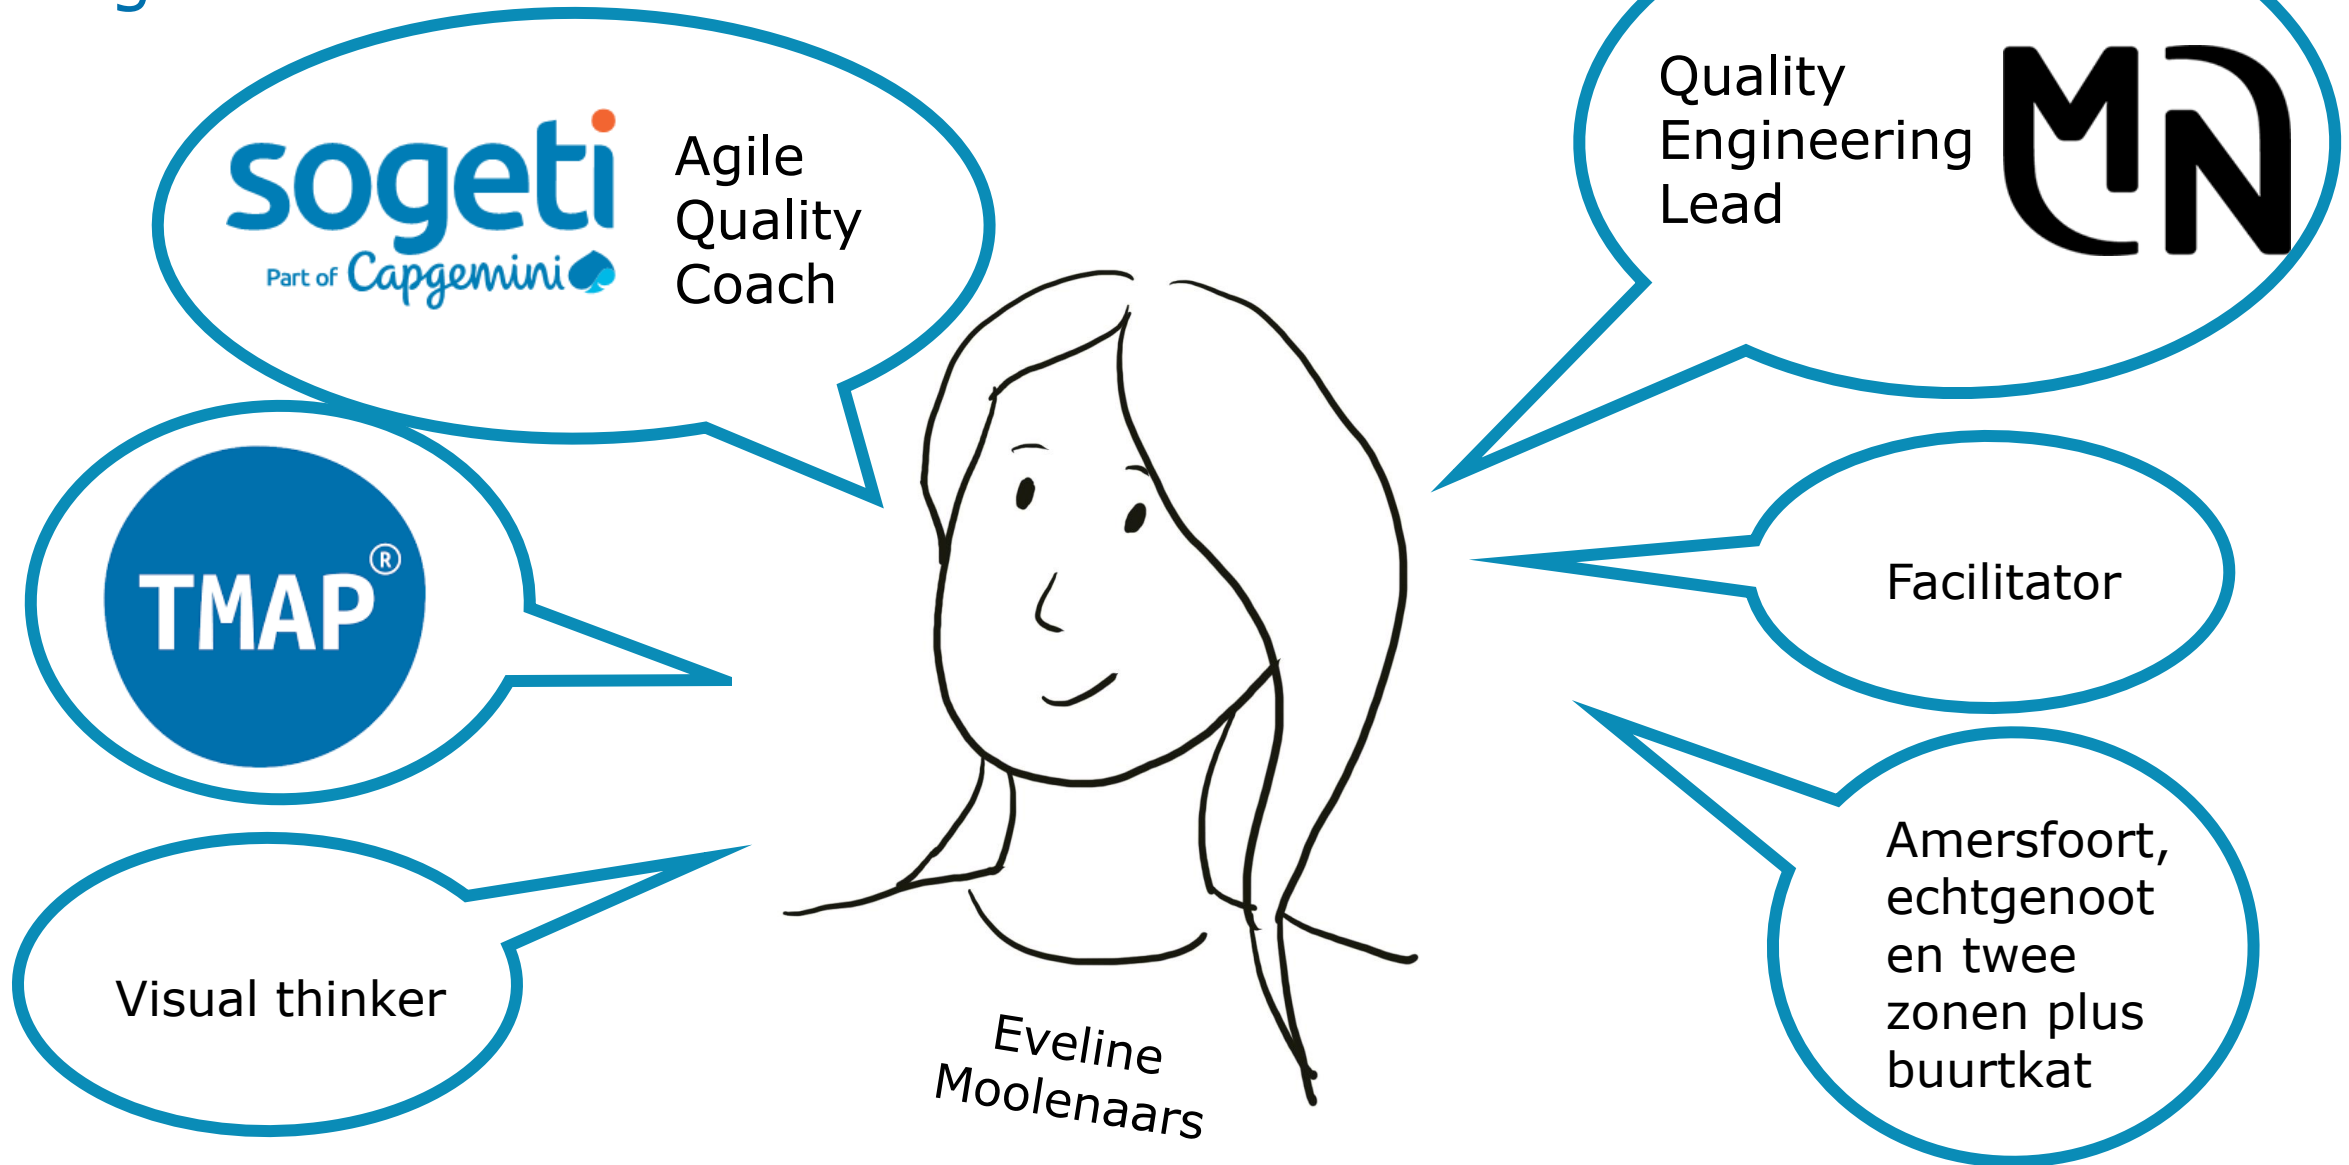 sogeti
Part of Capgemini
Agile
Quality
Coach
Quality
Engineering
Lead
MN
TMAP®
Facilitator
Visual thinker
Amersfoort,
echtgenoot
en twee
zonen plus
buurtkat
Eveline
Moolenaars